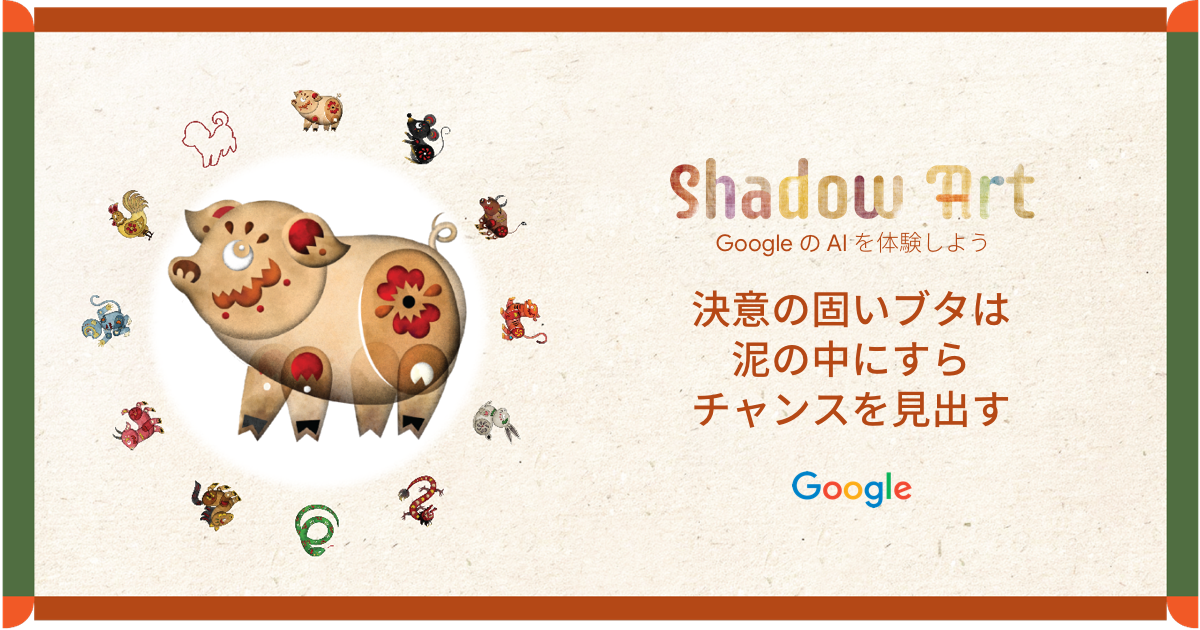 Shadow Art
Google の AI を体験しよう
決意の固いブタは
泥の中にすら
チャンスを見出す
Google